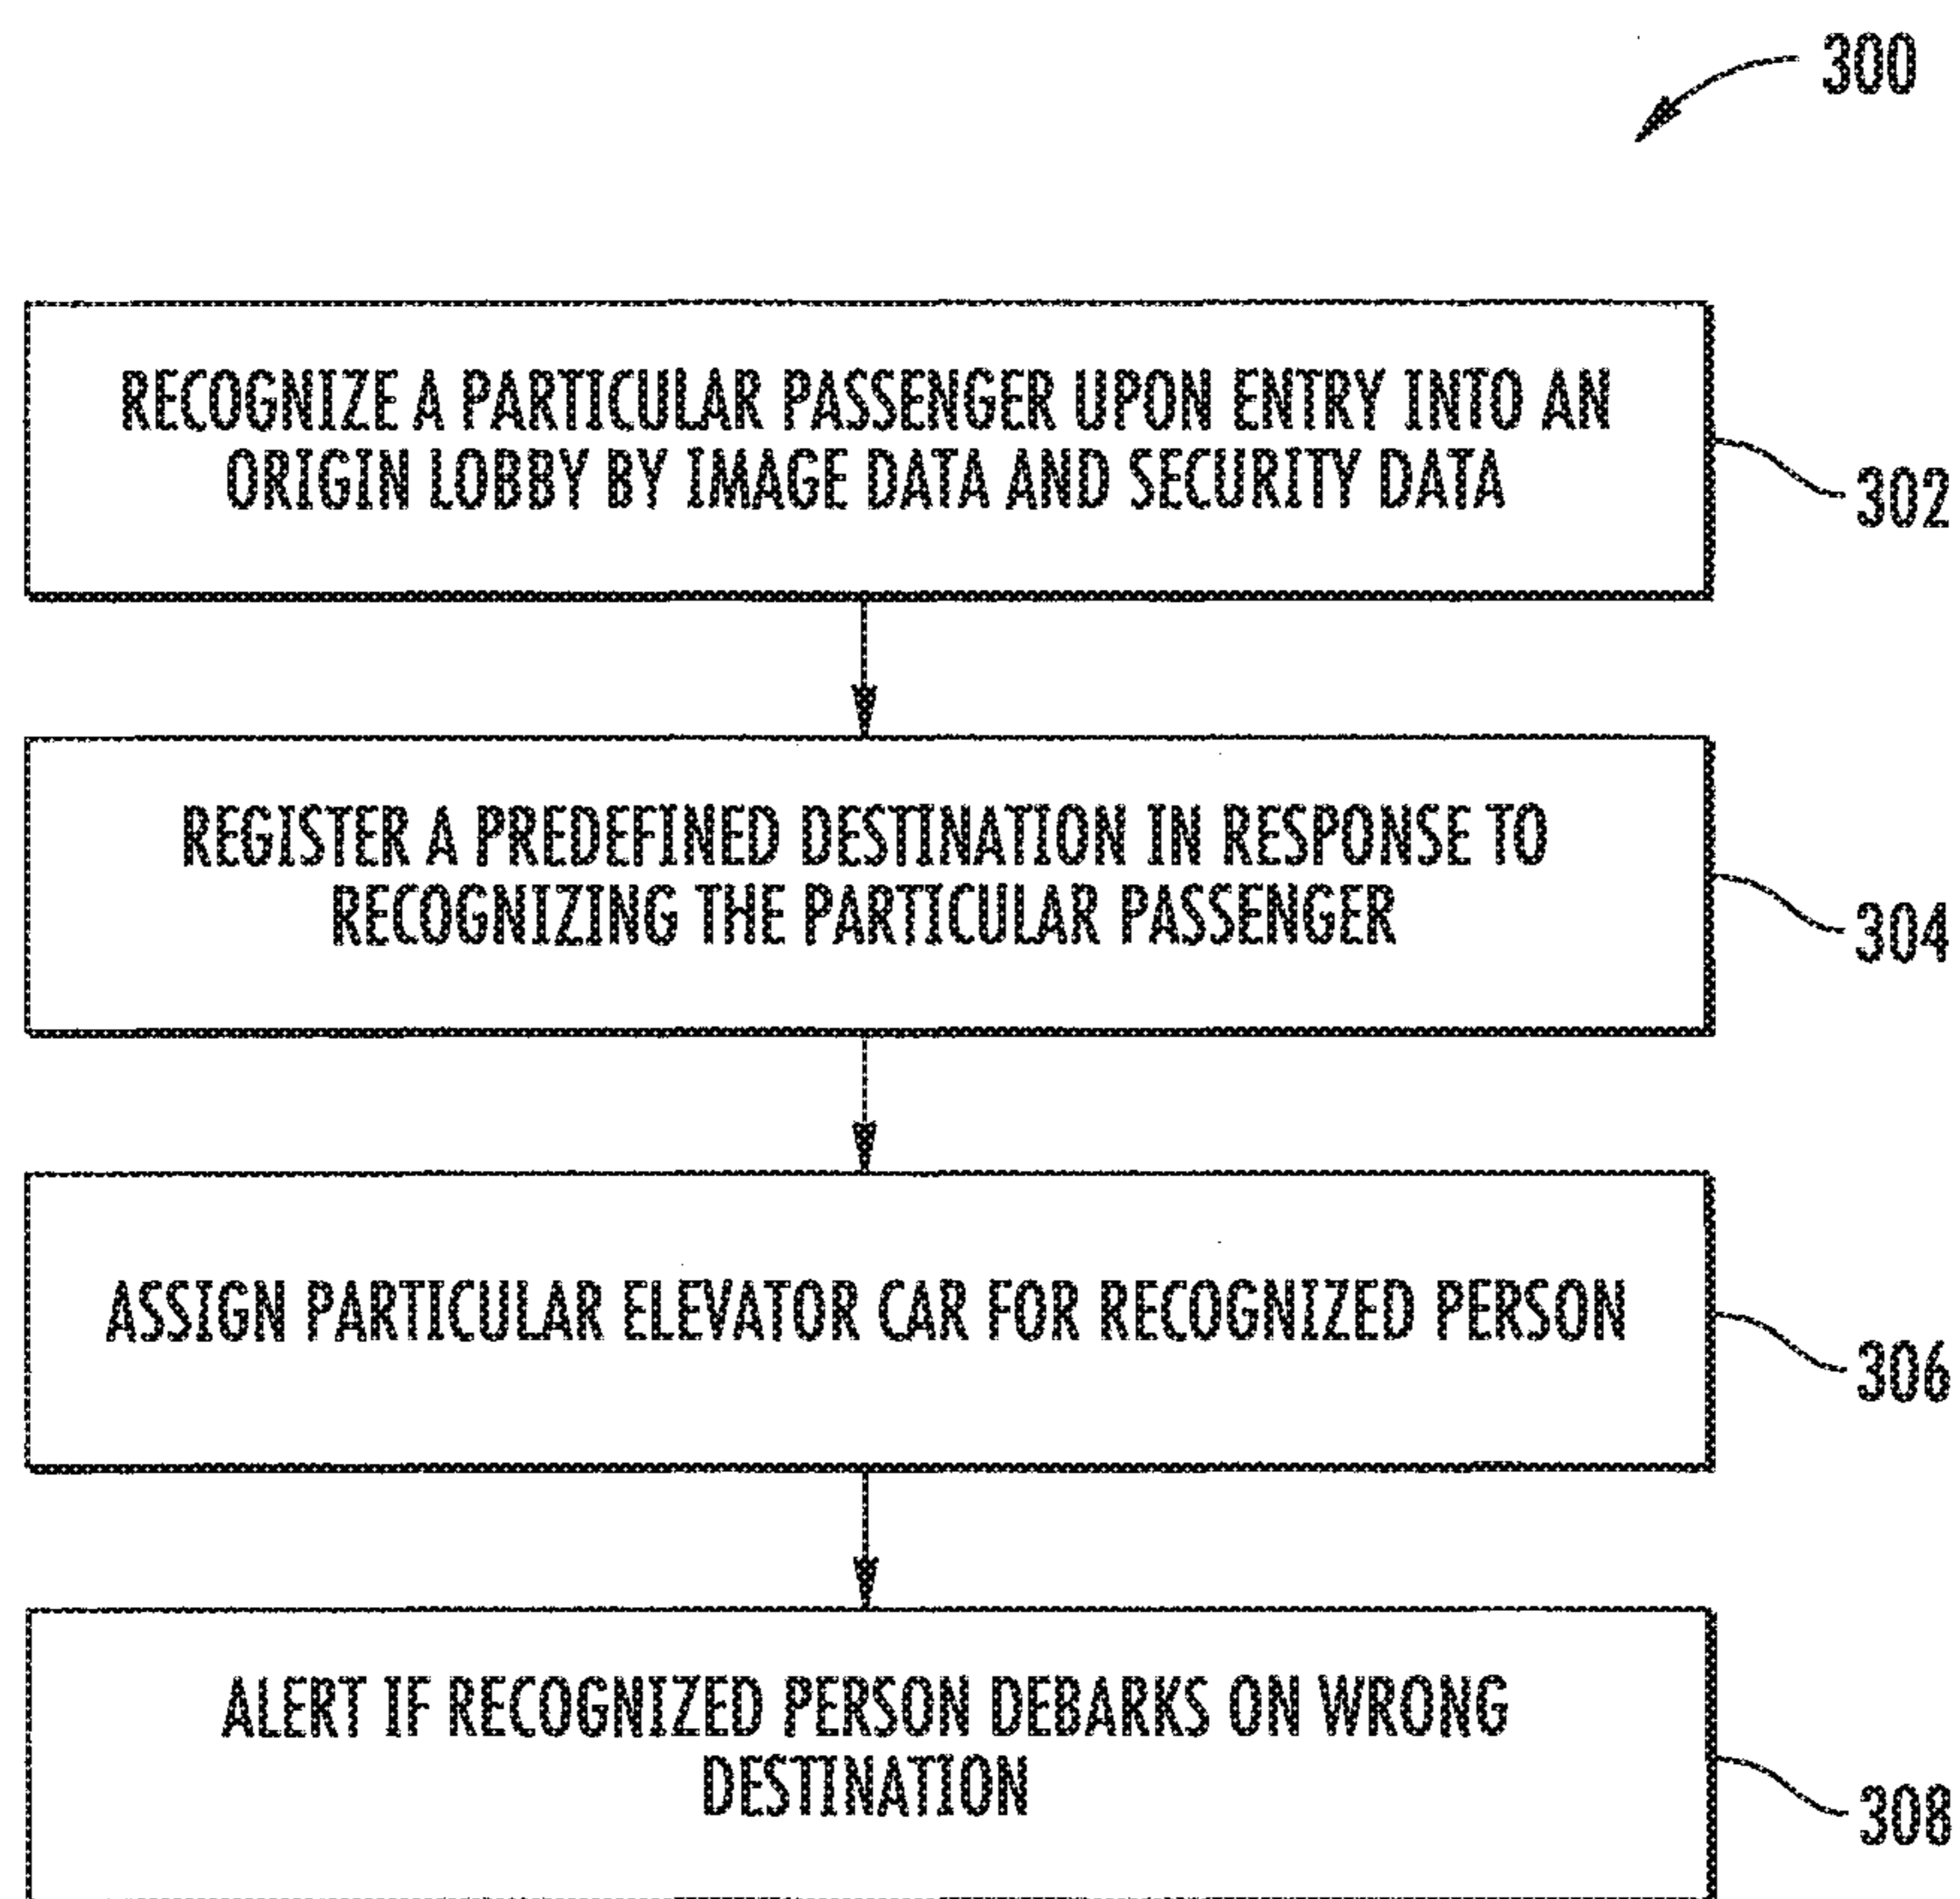 300
RECOGNIZE A PARTICULAR PASSENGER UPON ENTRY INTO AN
ORIGIN LOBBY BY IMAGE DATA AND SECURITY DATA
302
REGISTER A PREDEFINED DESTINATION IN RESPONSE TO
RECOGNIZING THE PARTICULAR PASSENGER
304
ASSIGN PARTICULAR ELEVATOR CAR FOR RECOGNIZED PERSON
306
ALERT IF RECOGNIZED PERSON DEBARKS ON WRONG
DESTINATION
308